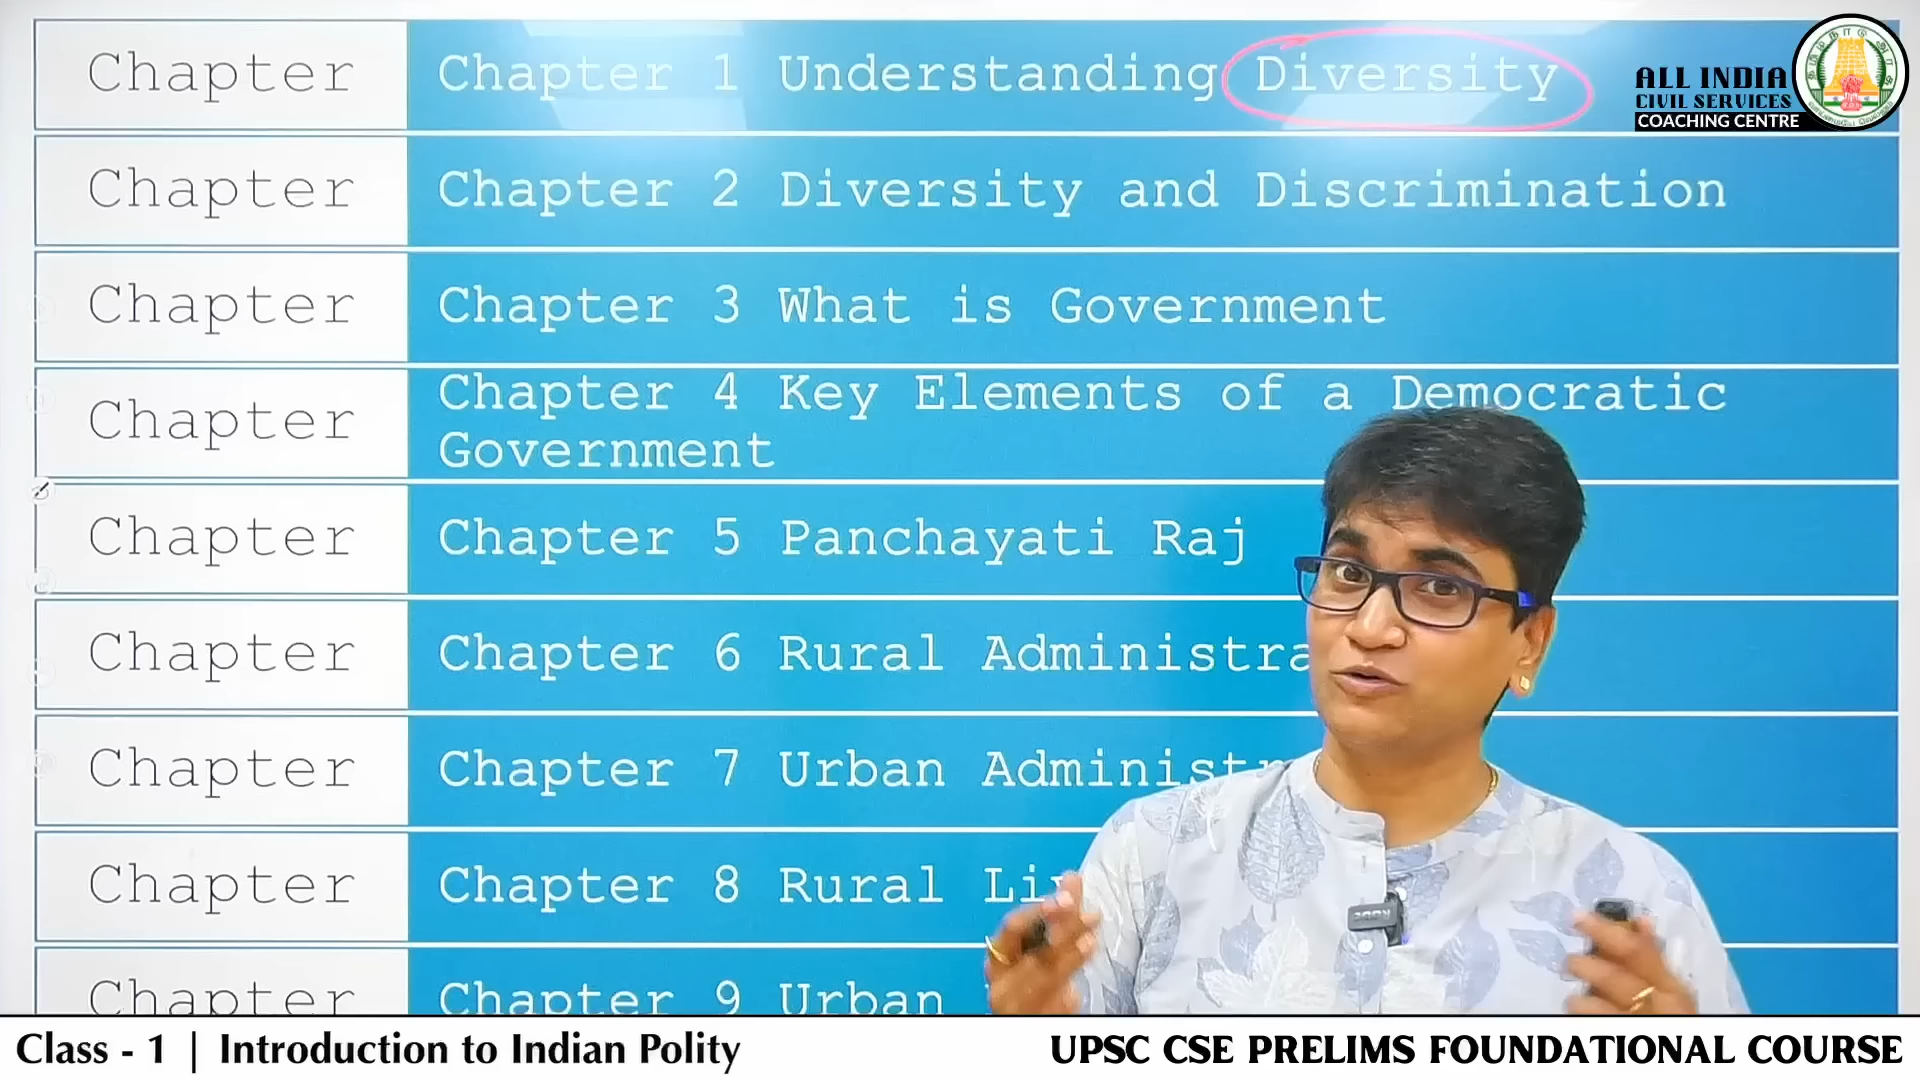 Chapter
Chapter 1 Understanding Diversity
ALL INDIA
CIVIL SERVICES
COACHING CENTRE
Chapter
Chapter 2 Diversity and Discrimination
Chapter
Chapter 3 What is Government
Chapter
Chapter 4 Key Elements of a Democratic
Government
Chapter
Chapter 5 Panchayati Raj
Chapter
Chapter 6 Rural Administra
Chapter
Chapter 7 Urban Administr
Chapter
Chapter 8 Rural Li
Chapter
Chapter 9 Urban
Class - 1 | Introduction to Indian Polity
UPSC CSE PRELIMS FOUNDATIONAL COURSE